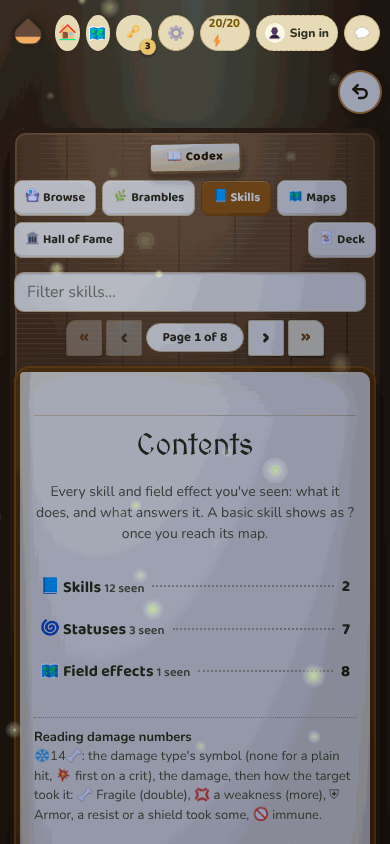 20/20
3
Sign in
Codex
Browse
Brambles
Skills
Maps
Hall of Fame
Deck
Filter skills...
« ‹ Page 1 of 8 › »
Contents
Every skill and field effect you've seen: what it
does, and what answers it. A basic skill shows as ?
once you reach its map.
Skills 12 seen 2
Statuses 3 seen 7
Field effects 1 seen 8
Reading damage numbers
14: the damage type's symbol (none for a plain
hit, first on a crit), the damage, then how the target
took it: Fragile (double), a weakness (more),
Armor, a resist or a shield took some, immune.